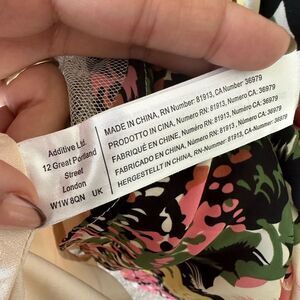 Additive Ltd.
12 Great Portland
Street
London
W1W 8QN UK
MADE IN CHINA, RN Number: 81913, CA Number 36979
PRODOTTO IN CINA, Numero RN: 81913, Numero CA: 36979
FABRIQUÉ EN CHINE, Numéro RN: 81913, Numéro CA: 36979
FABRICADO EN CHINA, Número RN: 81913, Número CA: 36979
HERGESTELLT IN CHINA, RN-Nummer: 81913, CA-Nummer: 36979